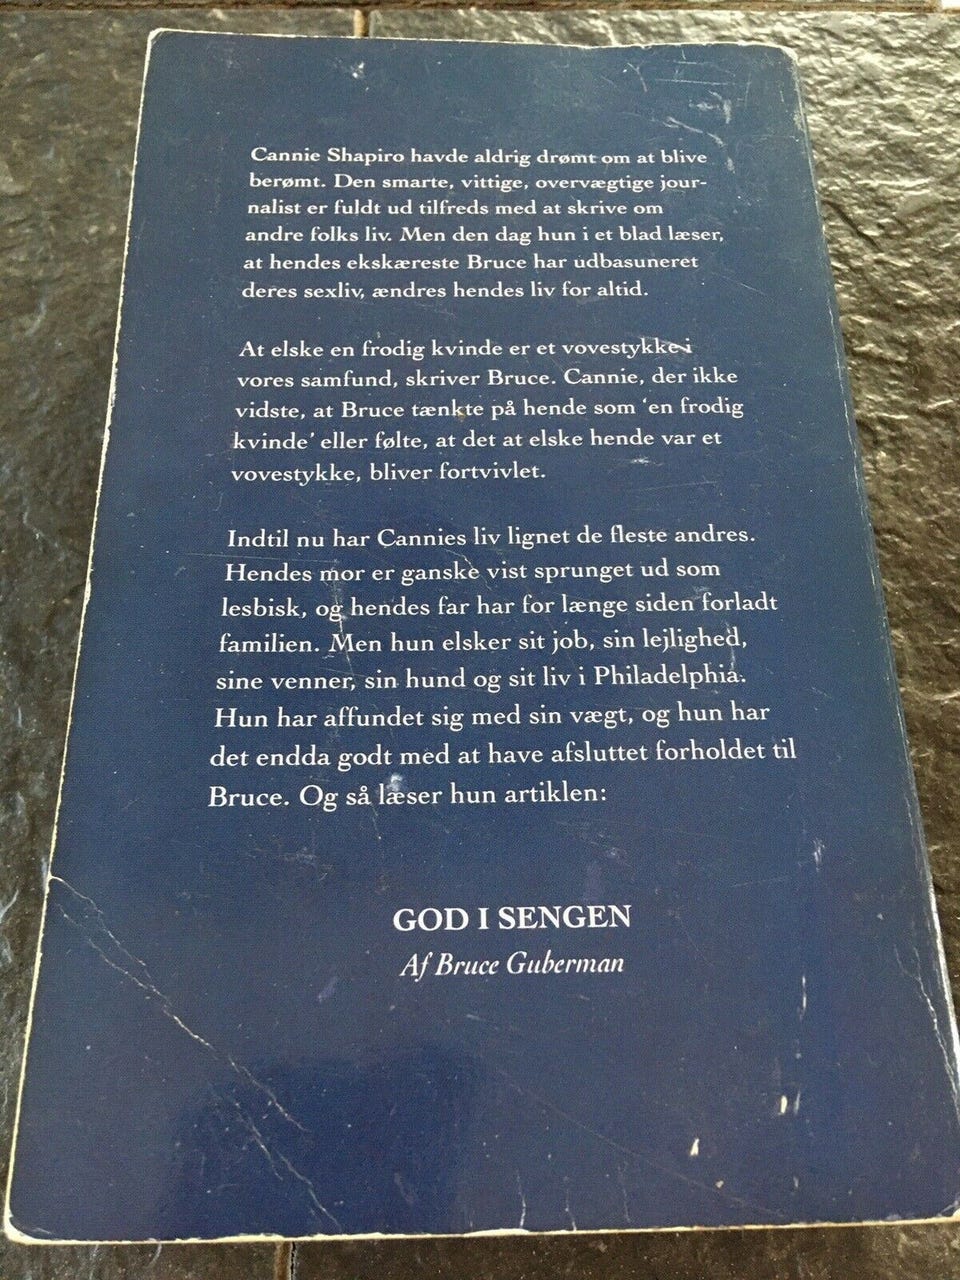 Cannie Shapiro havde aldrig drømt om at blive
berømt. Den smarte, vittige, overvægtige jour-
nalist er fuldt ud tilfreds med at skrive om
andre folks liv. Men den dag hun i et blad læser,
at hendes ekskæreste Bruce har udbasuneret
deres sexliv, ændres hendes liv for altid.
At elske en frodig kvinde er et vovestykke i
vores samfund, skriver Bruce. Cannie, der ikke
vidste, at Bruce tænkte på hende som 'en frodig
kvinde' eller følte, at det at elske hende var et
vovestykke, bliver fortvivlet.
Indtil nu har Cannies liv lignet de fleste andres.
Hendes mor er ganske vist sprunget ud som
lesbisk, og hendes far har for længe siden forladt
familien. Men hun elsker sit job, sin lejlighed,
sine venner, sin hund og sit liv i Philadelphia.
Hun har affundet sig med sin vægt, og hun har
det endda godt med at have afsluttet forholdet til
Bruce. Og så læser hun artiklen:
GOD I SENGEN
Af Bruce Guberman